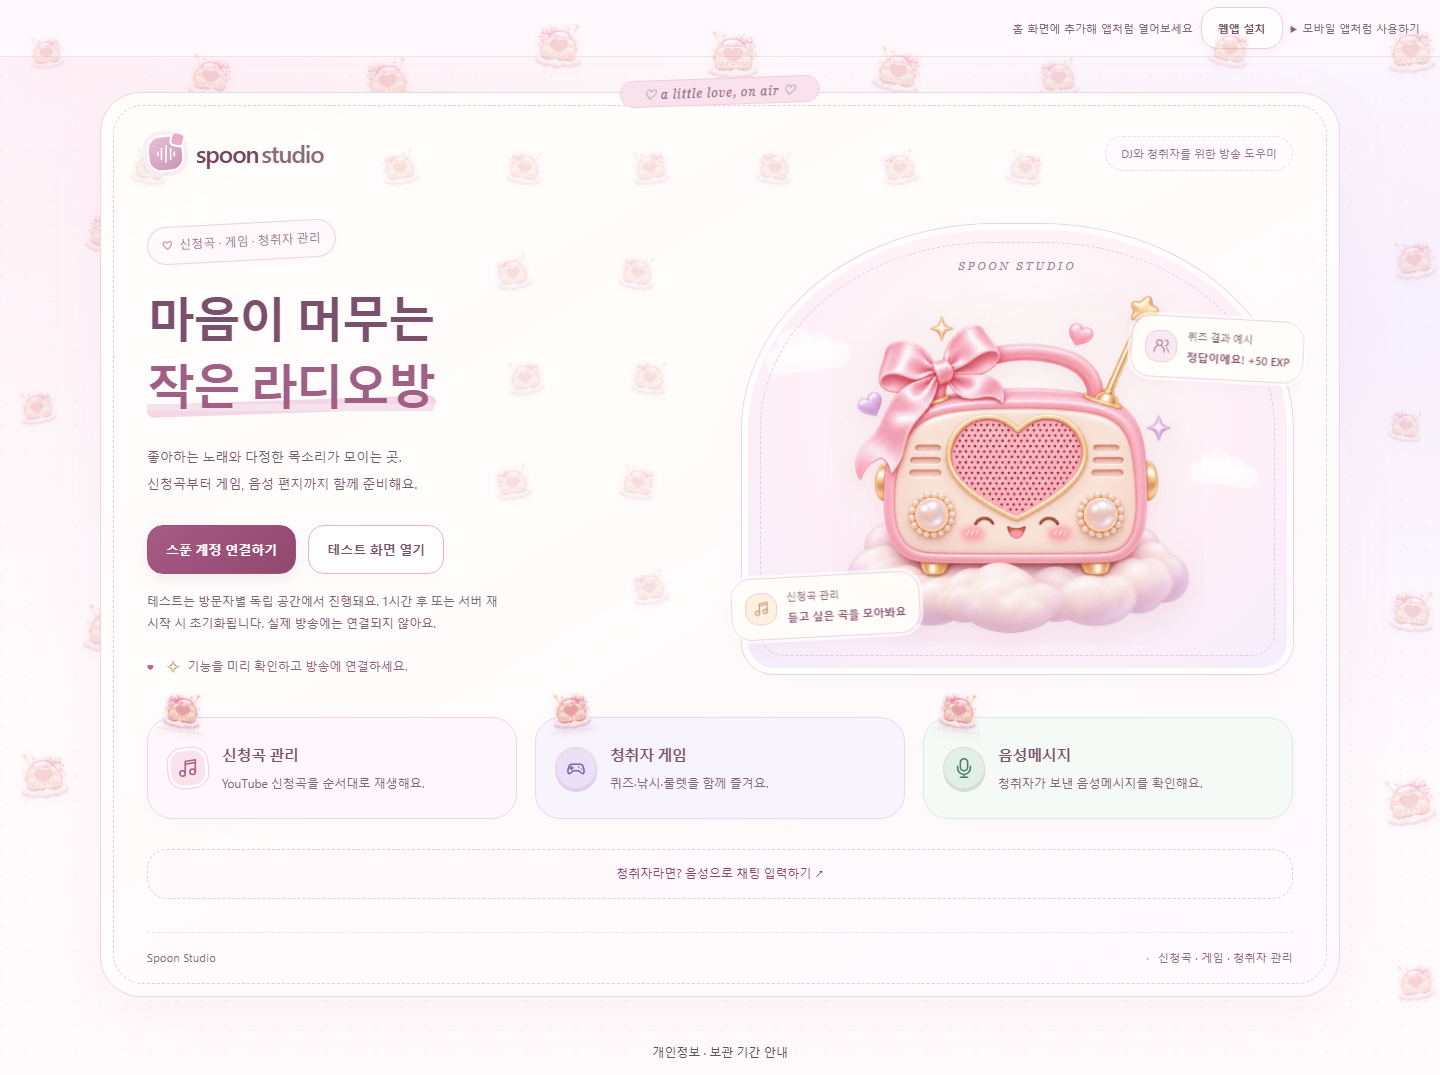 홈 화면에 추가해 앱처럼 열어보세요
웹앱 설치
▶ 모바일 앱처럼 사용하기
♡ a little love, on air ♡
spoon studio
DJ와 청취자를 위한 방송 도우미
♡ 신청곡 · 게임 · 청취자 관리
마음이 머무는
작은 라디오방
좋아하는 노래와 다정한 목소리가 모이는 곳.
신청곡부터 게임, 음성 편지까지 함께 준비해요.
스푼 계정 연결하기
테스트 화면 열기
테스트는 방문자별 독립 공간에서 진행돼요. 1시간 후 또는 서버 재
시작 시 초기화됩니다. 실제 방송에는 연결되지 않아요.
기능을 미리 확인하고 방송에 연결하세요.
SPOON STUDIO
퀴즈 결과 예시
정답이에요! +50 EXP
신청곡 관리
듣고 싶은 곡을 모아봐요
신청곡 관리
YouTube 신청곡을 순서대로 재생해요.
청취자 게임
퀴즈·낚시·룰렛을 함께 즐겨요.
음성메시지
청취자가 보낸 음성메시지를 확인해요.
청취자라면? 음성으로 채팅 입력하기 ↗
Spoon Studio
· 신청곡 · 게임 · 청취자 관리
개인정보 · 보관 기간 안내